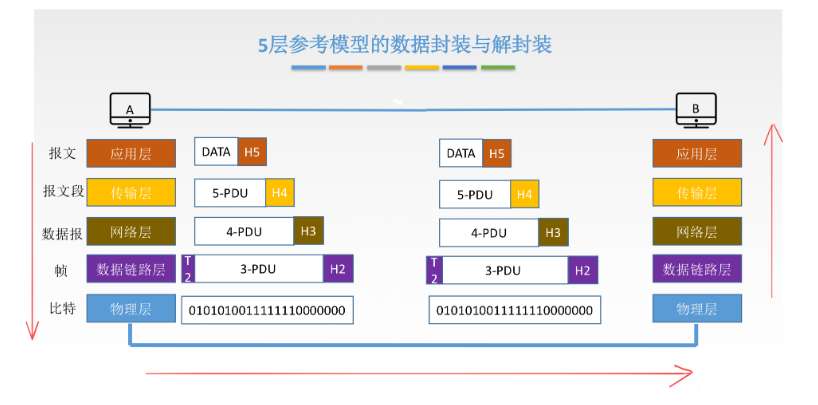 5层参考模型的数据封装与解封装
A B
报文 应用层 DATA H5 DATA H5 应用层
报文段 传输层 5-PDU H4 5-PDU H4 传输层
数据报 网络层 4-PDU H3 4-PDU H3 网络层
帧 数据链路层 T2 3-PDU H2 T2 3-PDU H2 数据链路层
比特 物理层 0101010011111110000000 0101010011111110000000 物理层